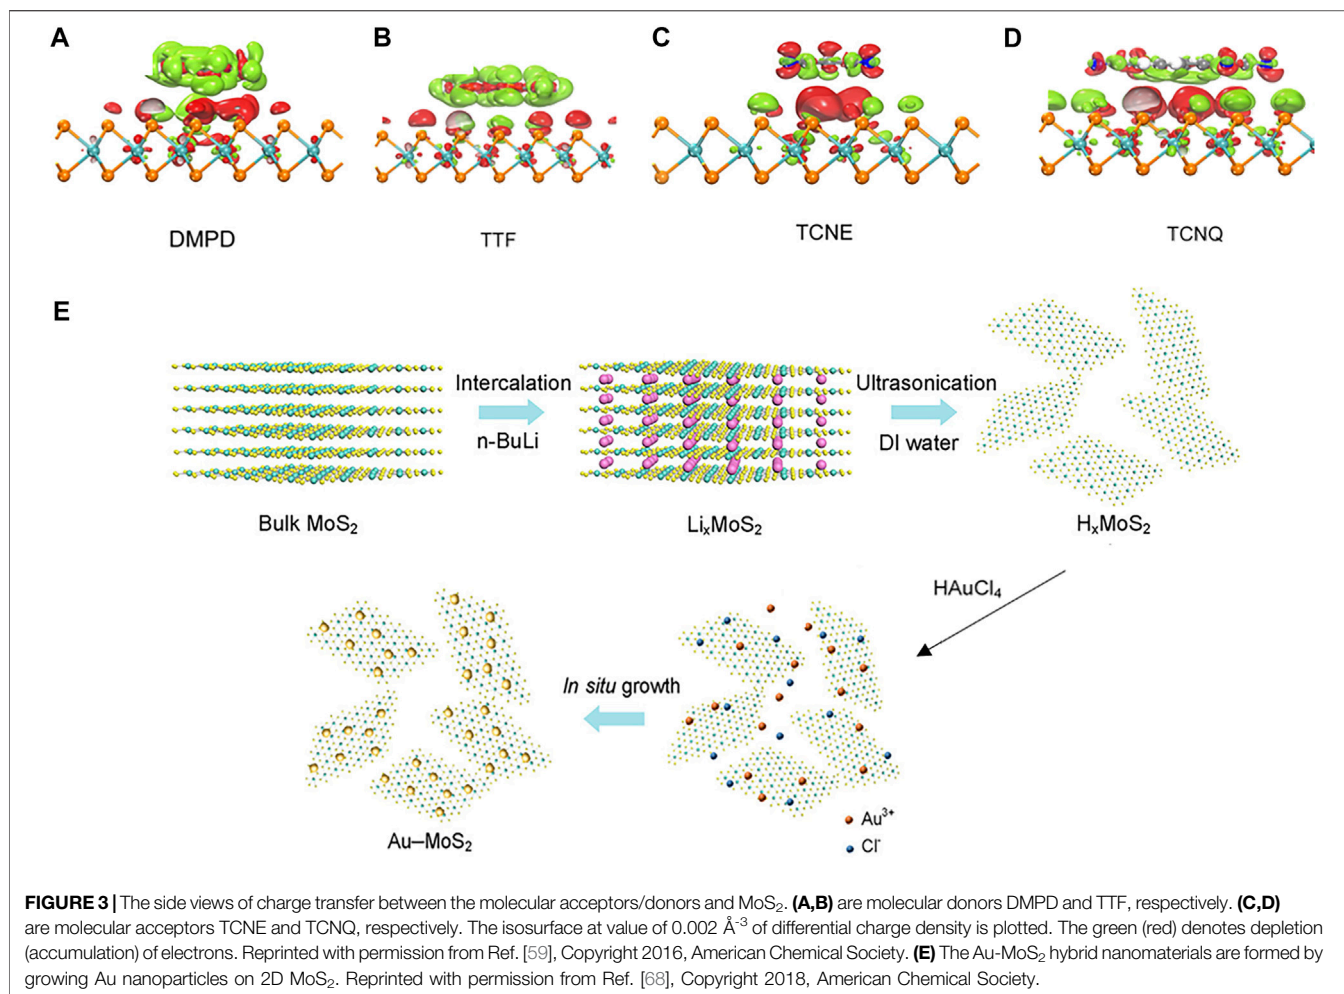 A
B
C
D
DMPD
TTF
TCNE
TCNQ
E
Intercalation
n-BuLi
Ultrasonication
DI water
Bulk MoS₂
LiₓMoS₂
HₓMoS₂
HAuCl₄
In situ growth
Au³⁺
Cl⁻
Au–MoS₂
FIGURE 3 | The side views of charge transfer between the molecular acceptors/donors and MoS₂. (A,B) are molecular donors DMPD and TTF, respectively. (C,D)
are molecular acceptors TCNE and TCNQ, respectively. The isosurface at value of 0.002 Å⁻³ of differential charge density is plotted. The green (red) denotes depletion
(accumulation) of electrons. Reprinted with permission from Ref. [59], Copyright 2016, American Chemical Society. (E) The Au-MoS₂ hybrid nanomaterials are formed by
growing Au nanoparticles on 2D MoS₂. Reprinted with permission from Ref. [68], Copyright 2018, American Chemical Society.